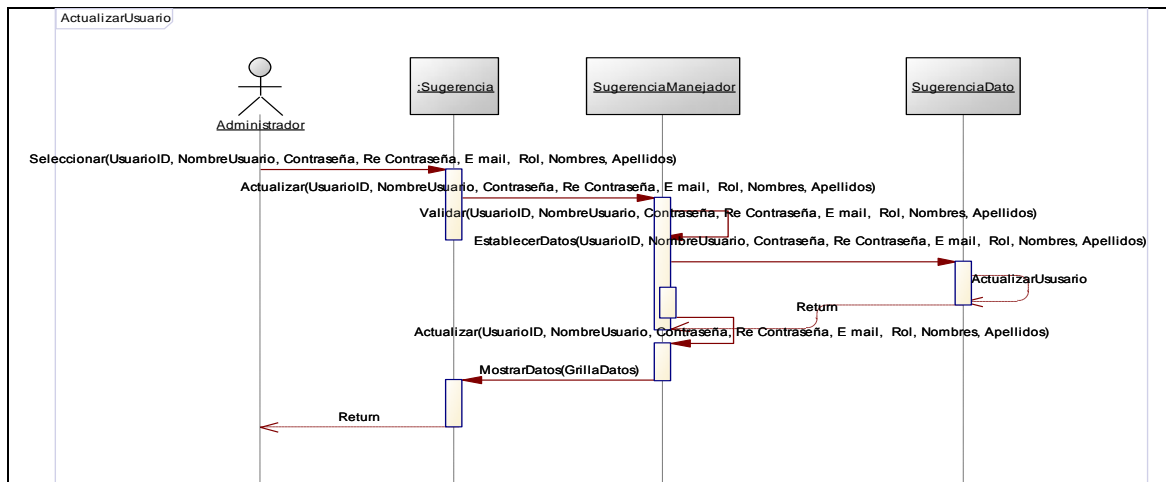 ActualizarUsuario
:Sugerencia
SugerenciaManejador
SugerenciaDato
Administrador
Seleccionar(UsuarioID, NombreUsuario, Contraseña, Re Contraseña, E mail, Rol, Nombres, Apellidos)
Actualizar(UsuarioID, NombreUsuario, Contraseña, Re Contraseña, E mail, Rol, Nombres, Apellidos)
Validar(UsuarioID, NombreUsuario, Contraseña, Re Contraseña, E mail, Rol, Nombres, Apellidos)
EstablecerDatos(UsuarioID, NombreUsuario, Contraseña, Re Contraseña, E mail, Rol, Nombres, Apellidos)
ActualizarUsusario
Return
Actualizar(UsuarioID, NombreUsuario, Contraseña, Re Contraseña, E mail, Rol, Nombres, Apellidos)
MostrarDatos(GrillaDatos)
Return